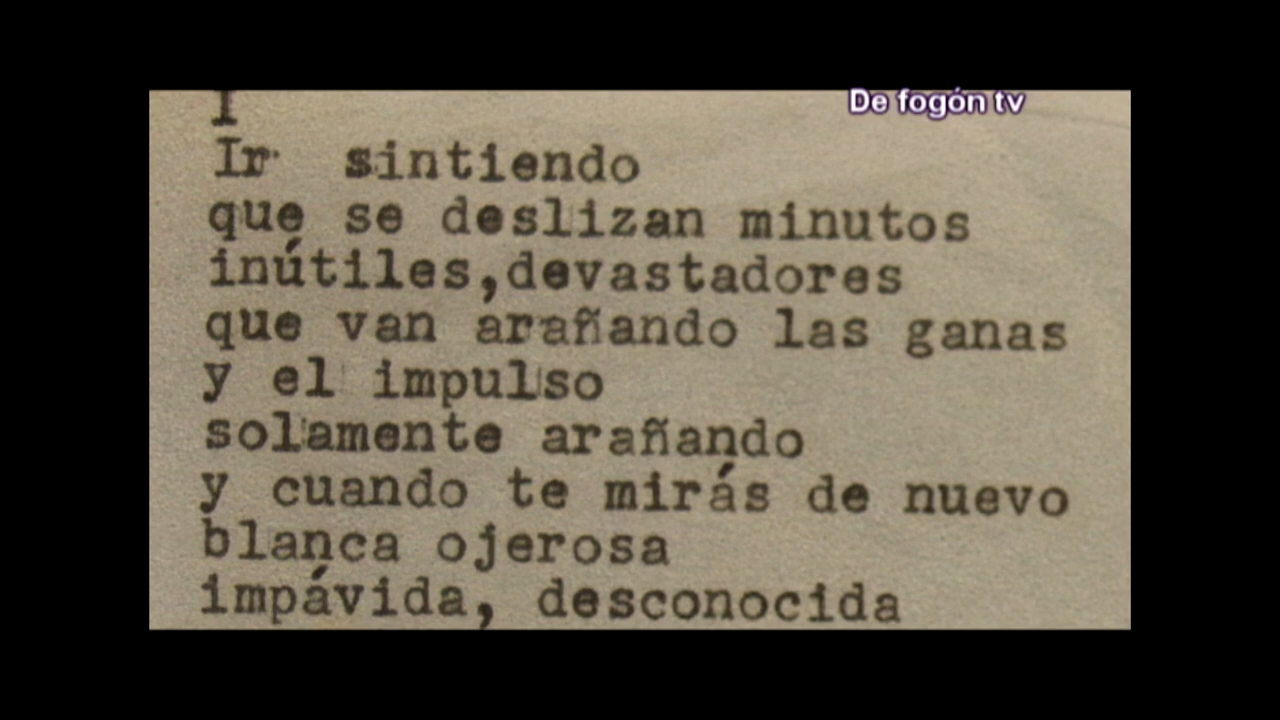 De fogón tv
I
Ir sintiendo
que se deslizan minutos
inútiles,devastadores
que van arañando las ganas
y el impulso
solamente arañando
y cuando te mirás de nuevo
blanca ojerosa
impávida, desconocida